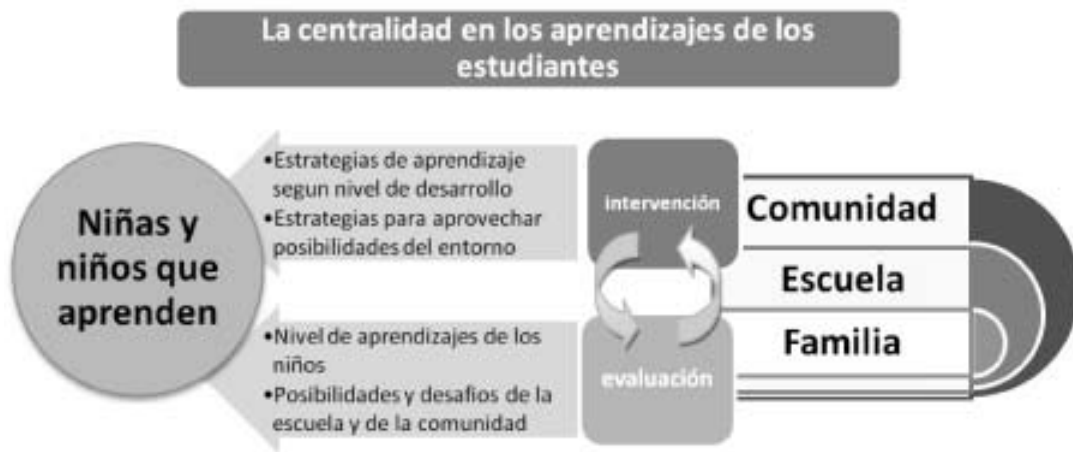 La centralidad en los aprendizajes de los
estudiantes
Niñas y
niños que
aprenden
•Estrategias de aprendizaje
segun nivel de desarrollo
•Estrategias para aprovechar
posibilidades del entorno
•Nivel de aprendizajes de los
niños
•Posibilidades y desafios de la
escuela y de la comunidad
intervención
evaluación
Comunidad
Escuela
Familia